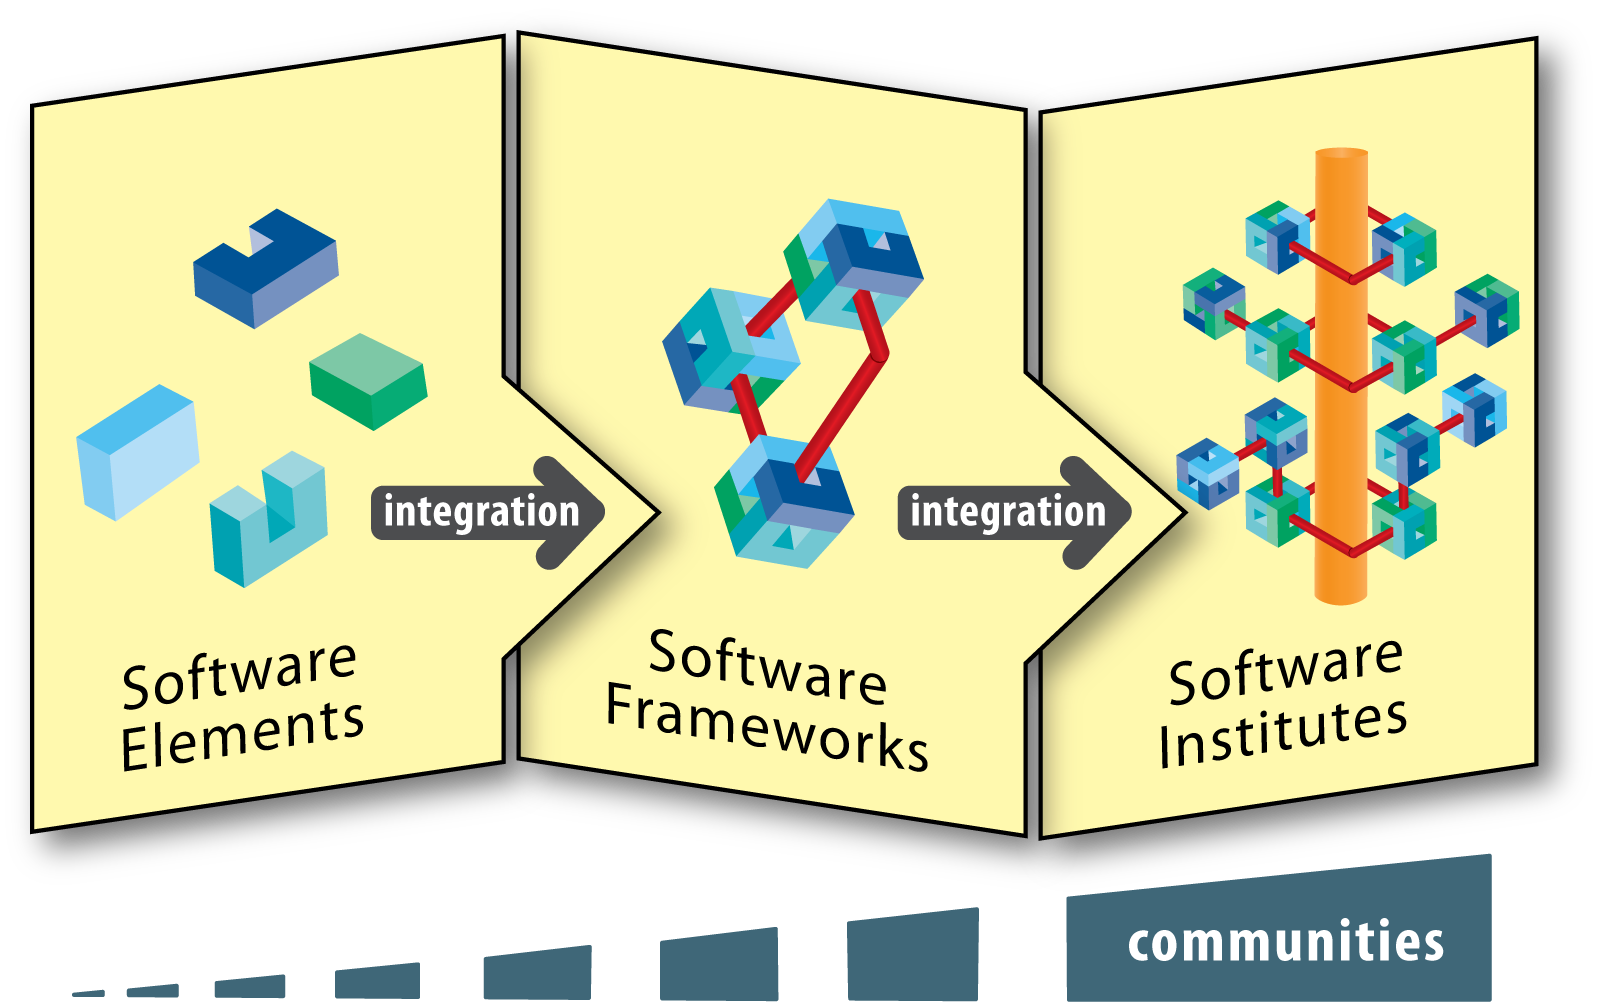 integration
integration
Software
Elements
Software
Frameworks
Software
Institutes
communities